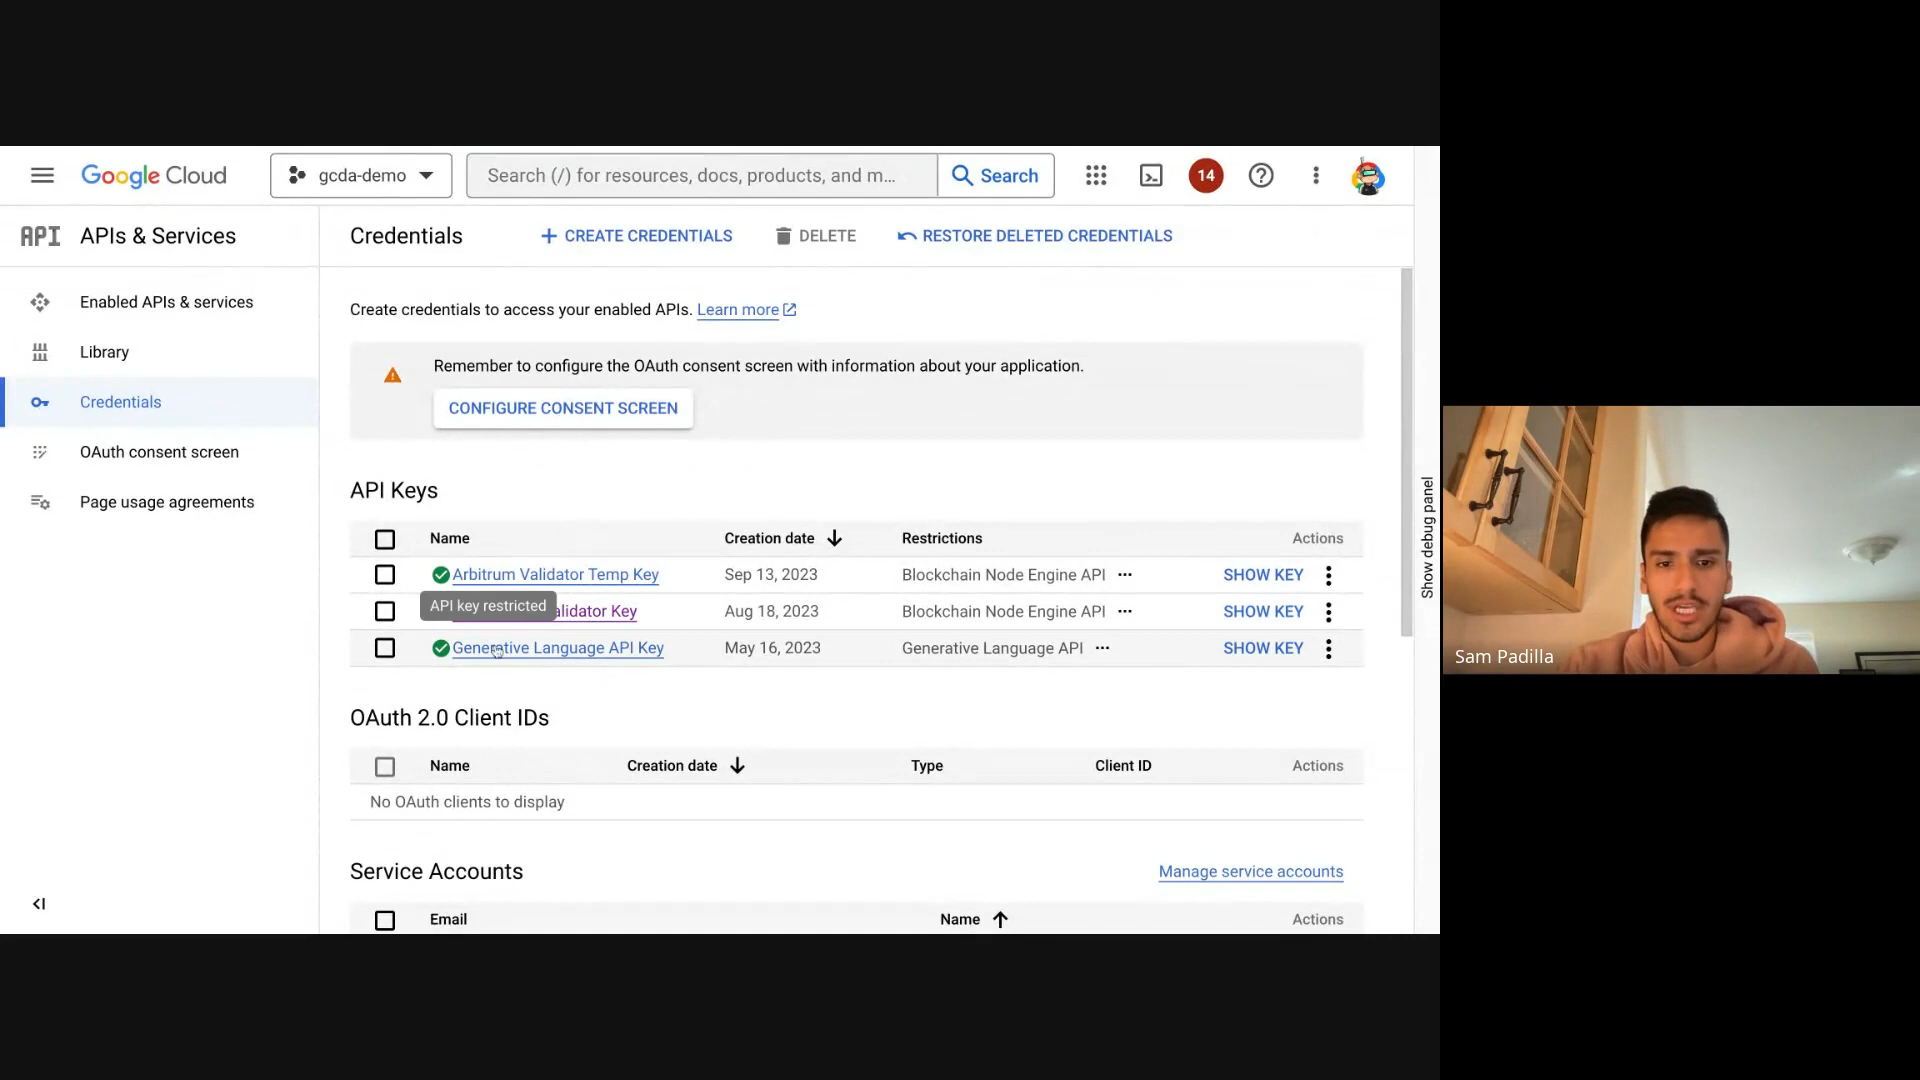 Google Cloud
gcda-demo
Search (/) for resources, docs, products, and m...
Search
14
API APIs & Services
Credentials
+ CREATE CREDENTIALS
DELETE
RESTORE DELETED CREDENTIALS
Enabled APIs & services
Library
Credentials
OAuth consent screen
Page usage agreements
Create credentials to access your enabled APIs. Learn more
Remember to configure the OAuth consent screen with information about your application.
CONFIGURE CONSENT SCREEN
API Keys
Name Creation date Restrictions Actions
Arbitrum Validator Temp Key Sep 13, 2023 Blockchain Node Engine API ... SHOW KEY
API key restricted
alidator Key Aug 18, 2023 Blockchain Node Engine API ... SHOW KEY
Generative Language API Key May 16, 2023 Generative Language API ... SHOW KEY
OAuth 2.0 Client IDs
Name Creation date Type Client ID Actions
No OAuth clients to display
Service Accounts
Manage service accounts
Email Name Actions
Show debug panel
Sam Padilla